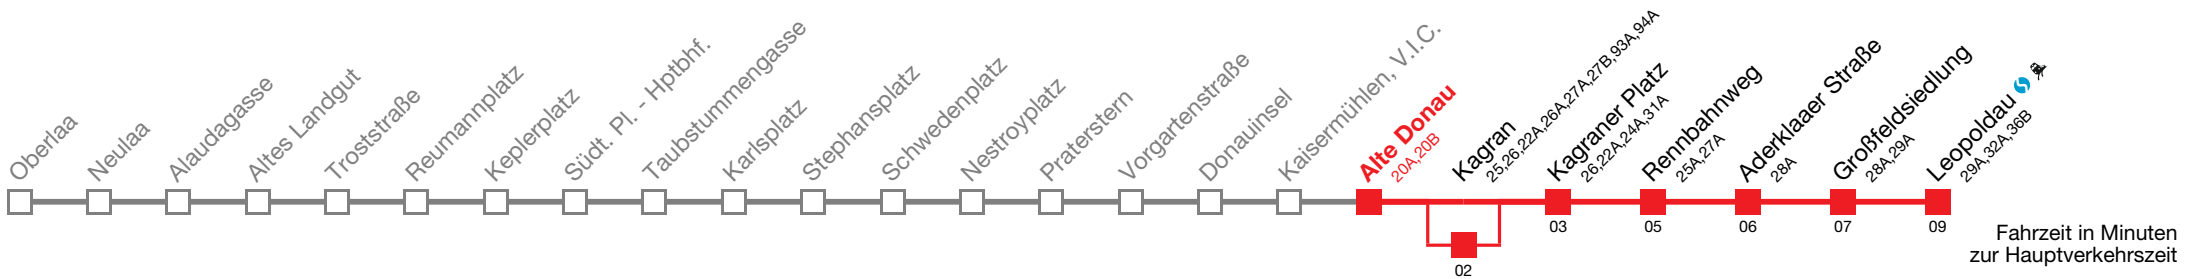 Oberlaa
Neulaa
Alaudagasse
Altes Landgut
Troststraße
Reumannplatz
Keplerplatz
Südt. Pl. - Hptbhf.
Taubstummengasse
Karlsplatz
Stephansplatz
Schwedenplatz
Nestroyplatz
Praterstern
Vorgartenstraße
Donauinsel
Kaisermühlen, V.I.C.
Alte Donau
20A,20B
Kagran
25,26,22A,26A,27A,27B,93A,94A
02
Kagraner Platz
26,22A,24A,31A
03
Rennbahnweg
25A,27A
05
Aderklaaer Straße
28A
06
Großfeldsiedlung
28A,29A
07
Leopoldau
29A,32A,36B
09
Fahrzeit in Minuten
zur Hauptverkehrszeit